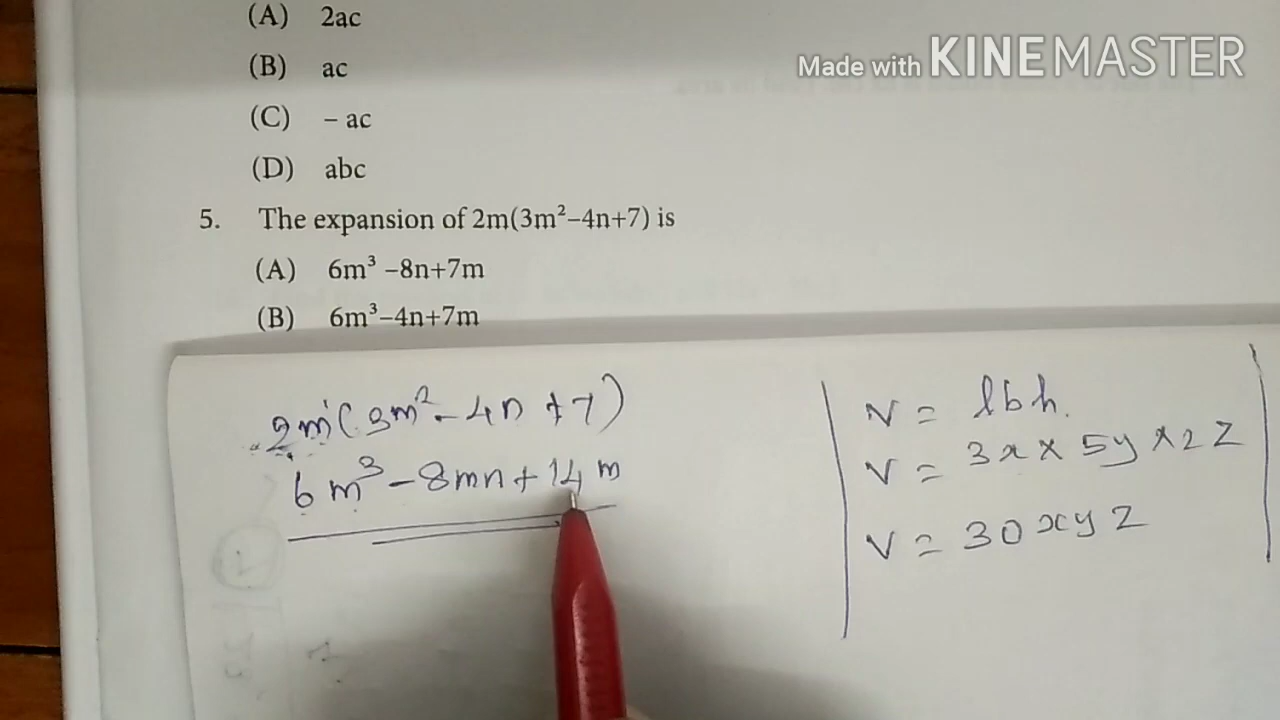 (A) 2ac
Made with KINEMASTER
(B) ac
(C) – ac
(D) abc
5. The expansion of 2m(3m²–4n+7) is
(A) 6m³ –8n+7m
(B) 6m³–4n+7m
2m(3m² - 4n + 7)
6m³ - 8mn + 14m
V = lbh.
V = 3x × 5y × 2z
V = 30xyz